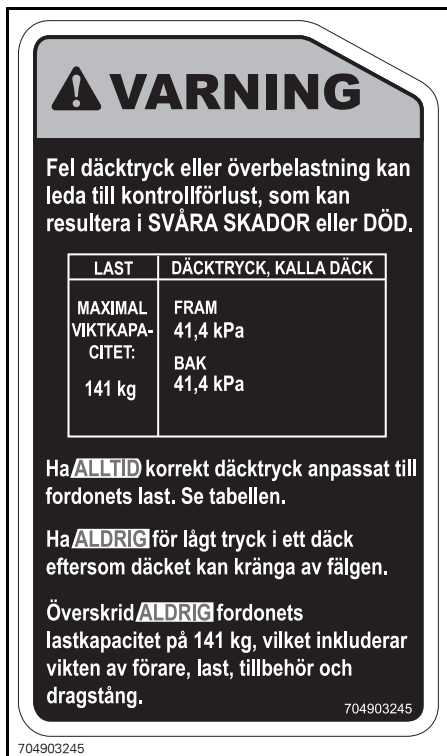 VARNING
Fel däcktryck eller överbelastning kan
leda till kontrollförlust, som kan
resultera i SVÅRA SKADOR eller DÖD.
LAST DÄCKTRYCK, KALLA DÄCK
MAXIMAL
VIKTKAPA-
CITET:
141 kg
FRAM
41,4 kPa
BAK
41,4 kPa
Ha ALLTID korrekt däcktryck anpassat till
fordonets last. Se tabellen.
Ha ALDRIG för lågt tryck i ett däck
eftersom däcket kan kränga av fälgen.
Överskrid ALDRIG fordonets
lastkapacitet på 141 kg, vilket inkluderar
vikten av förare, last, tillbehör och
dragstång.
704903245
704903245